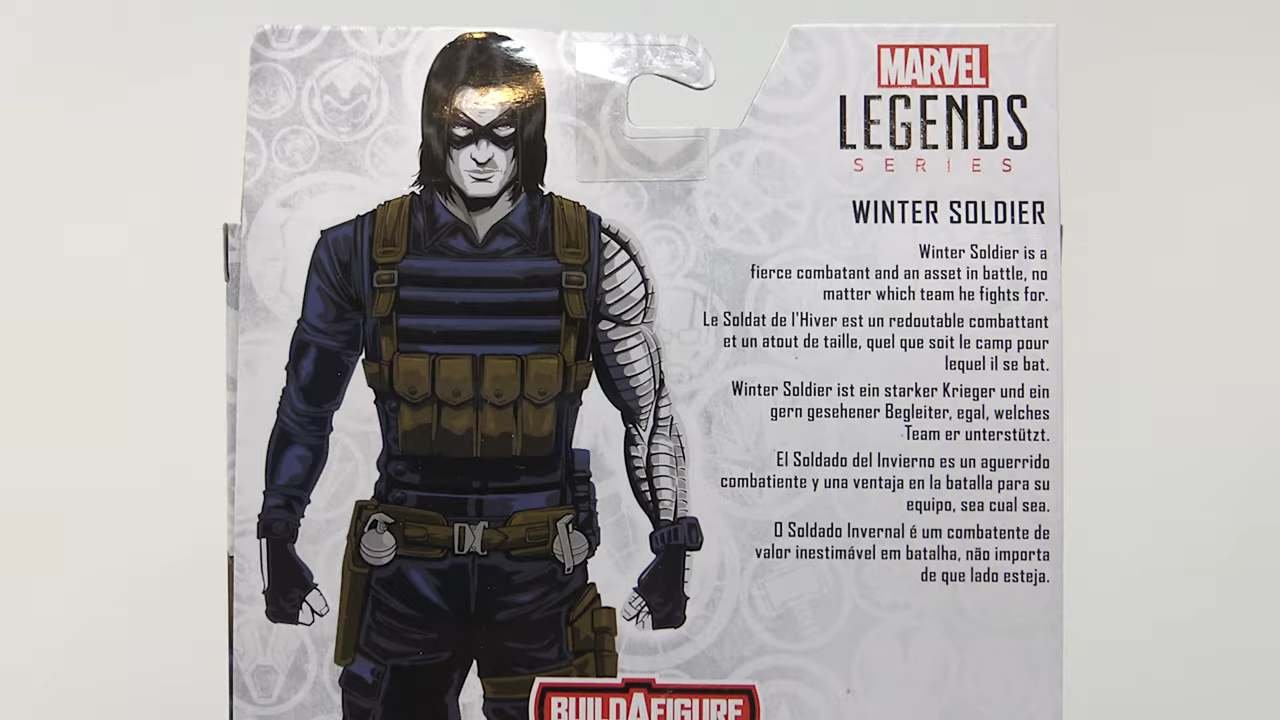 MARVEL
LEGENDS
SERIES
WINTER SOLDIER
Winter Soldier is a
fierce combatant and an asset in battle, no
matter which team he fights for.
Le Soldat de l'Hiver est un redoutable combattant
et un atout de taille, quel que soit le camp pour
lequel il se bat.
Winter Soldier ist ein starker Krieger und ein
gern gesehener Begleiter, egal, welches
Team er unterstützt.
El Soldado del Invierno es un aguerrido
combatiente y una ventaja en la batalla para su
equipo, sea cual sea.
O Soldado Invernal é um combatente de
valor inestimável em batalha, não importa
de que lado esteja.
BUILDAFIGURE